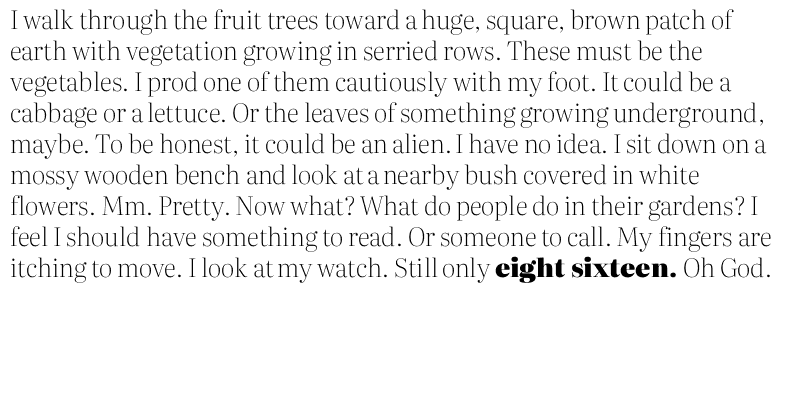 I walk through the fruit trees toward a huge, square, brown patch of
earth with vegetation growing in serried rows. These must be the
vegetables. I prod one of them cautiously with my foot. It could be a
cabbage or a lettuce. Or the leaves of something growing underground,
maybe. To be honest, it could be an alien. I have no idea. I sit down on a
mossy wooden bench and look at a nearby bush covered in white
flowers. Mm. Pretty. Now what? What do people do in their gardens? I
feel I should have something to read. Or someone to call. My fingers are
itching to move. I look at my watch. Still only eight sixteen. Oh God.